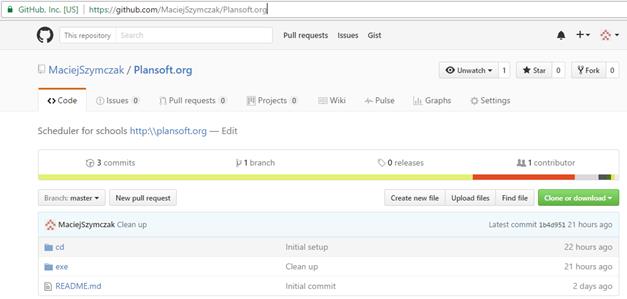 GitHub, Inc. [US] https://github.com/MaciejSzymczak/Plansoft.org
This repository Search Pull requests Issues Gist
MaciejSzymczak / Plansoft.org Unwatch 1 Star 0 Fork 0
Code Issues 0 Pull requests 0 Projects 0 Wiki Pulse Graphs Settings
Scheduler for schools http:\\plansoft.org — Edit
3 commits 1 branch 0 releases 1 contributor
Branch: master New pull request Create new file Upload files Find file Clone or download
MaciejSzymczak Clean up Latest commit 1b4d951 21 hours ago
cd Initial setup 22 hours ago
exe Clean up 21 hours ago
README.md Initial commit 2 days ago